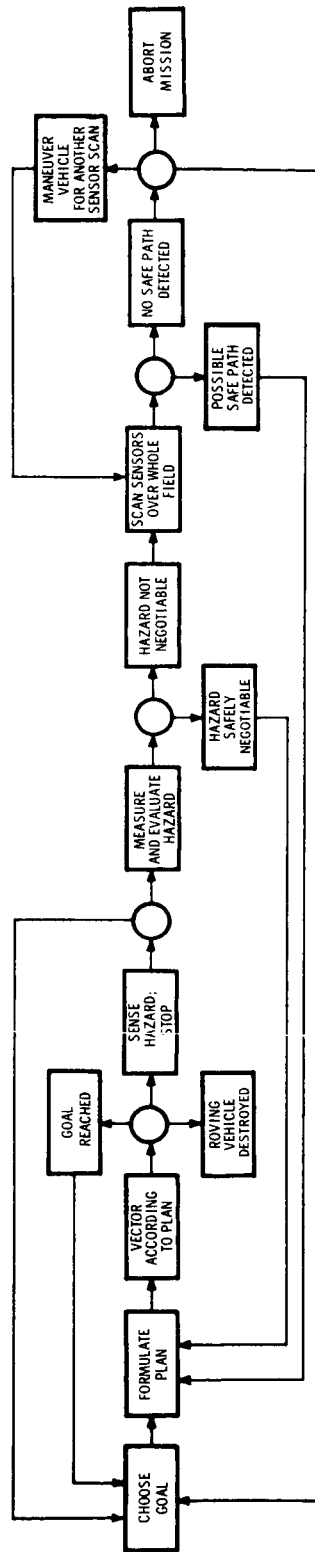 CHOOSE
GOAL
FORMULATE
PLAN
VECTOR
ACCORDING
TO PLAN
GOAL
REACHED
ROVING
VEHICLE
DESTROYED
SENSE
HAZARD;
STOP
MEASURE
AND EVALUATE
HAZARD
HAZARD NOT
NEGOTIABLE
HAZARD
SAFELY
NEGOTIABLE
SCAN SENSORS
OVER WHOLE
FIELD
NO SAFE PATH
DETECTED
POSSIBLE
SAFE PATH
DETECTED
MANEUVER
VEHICLE
FOR ANOTHER
SENSOR SCAN
ABORT
MISSION